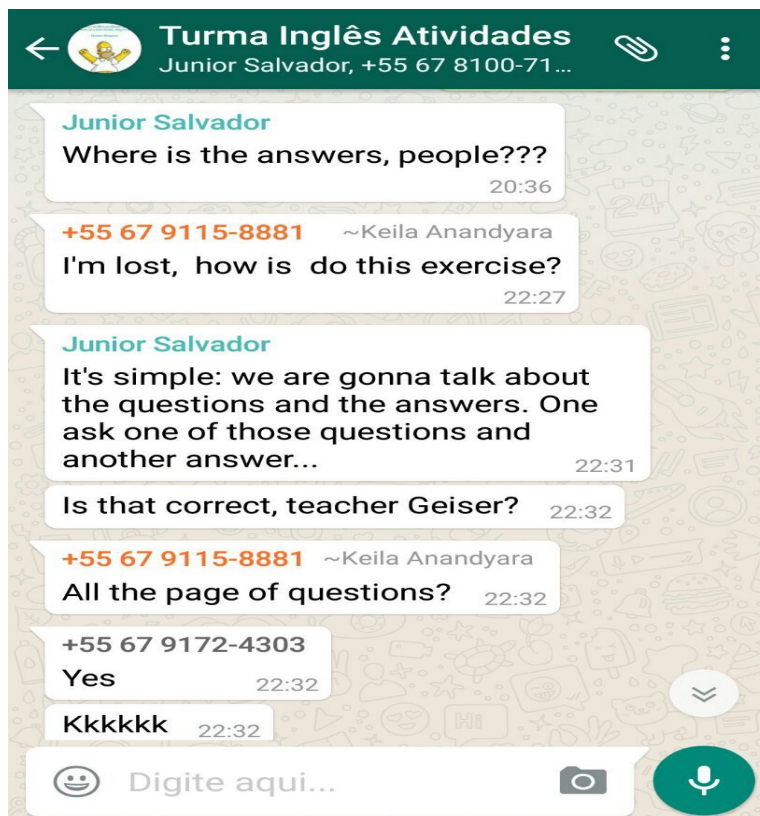 Turma Inglês Atividades
Junior Salvador, +55 67 8100-71...
Junior Salvador
Where is the answers, people???
20:36
+55 67 9115-8881 ~Keila Anandyara
I'm lost, how is do this exercise?
22:27
Junior Salvador
It's simple: we are gonna talk about
the questions and the answers. One
ask one of those questions and
another answer... 22:31
Is that correct, teacher Geiser? 22:32
+55 67 9115-8881 ~Keila Anandyara
All the page of questions? 22:32
+55 67 9172-4303
Yes 22:32
Kkkkkk 22:32
Digite aqui...